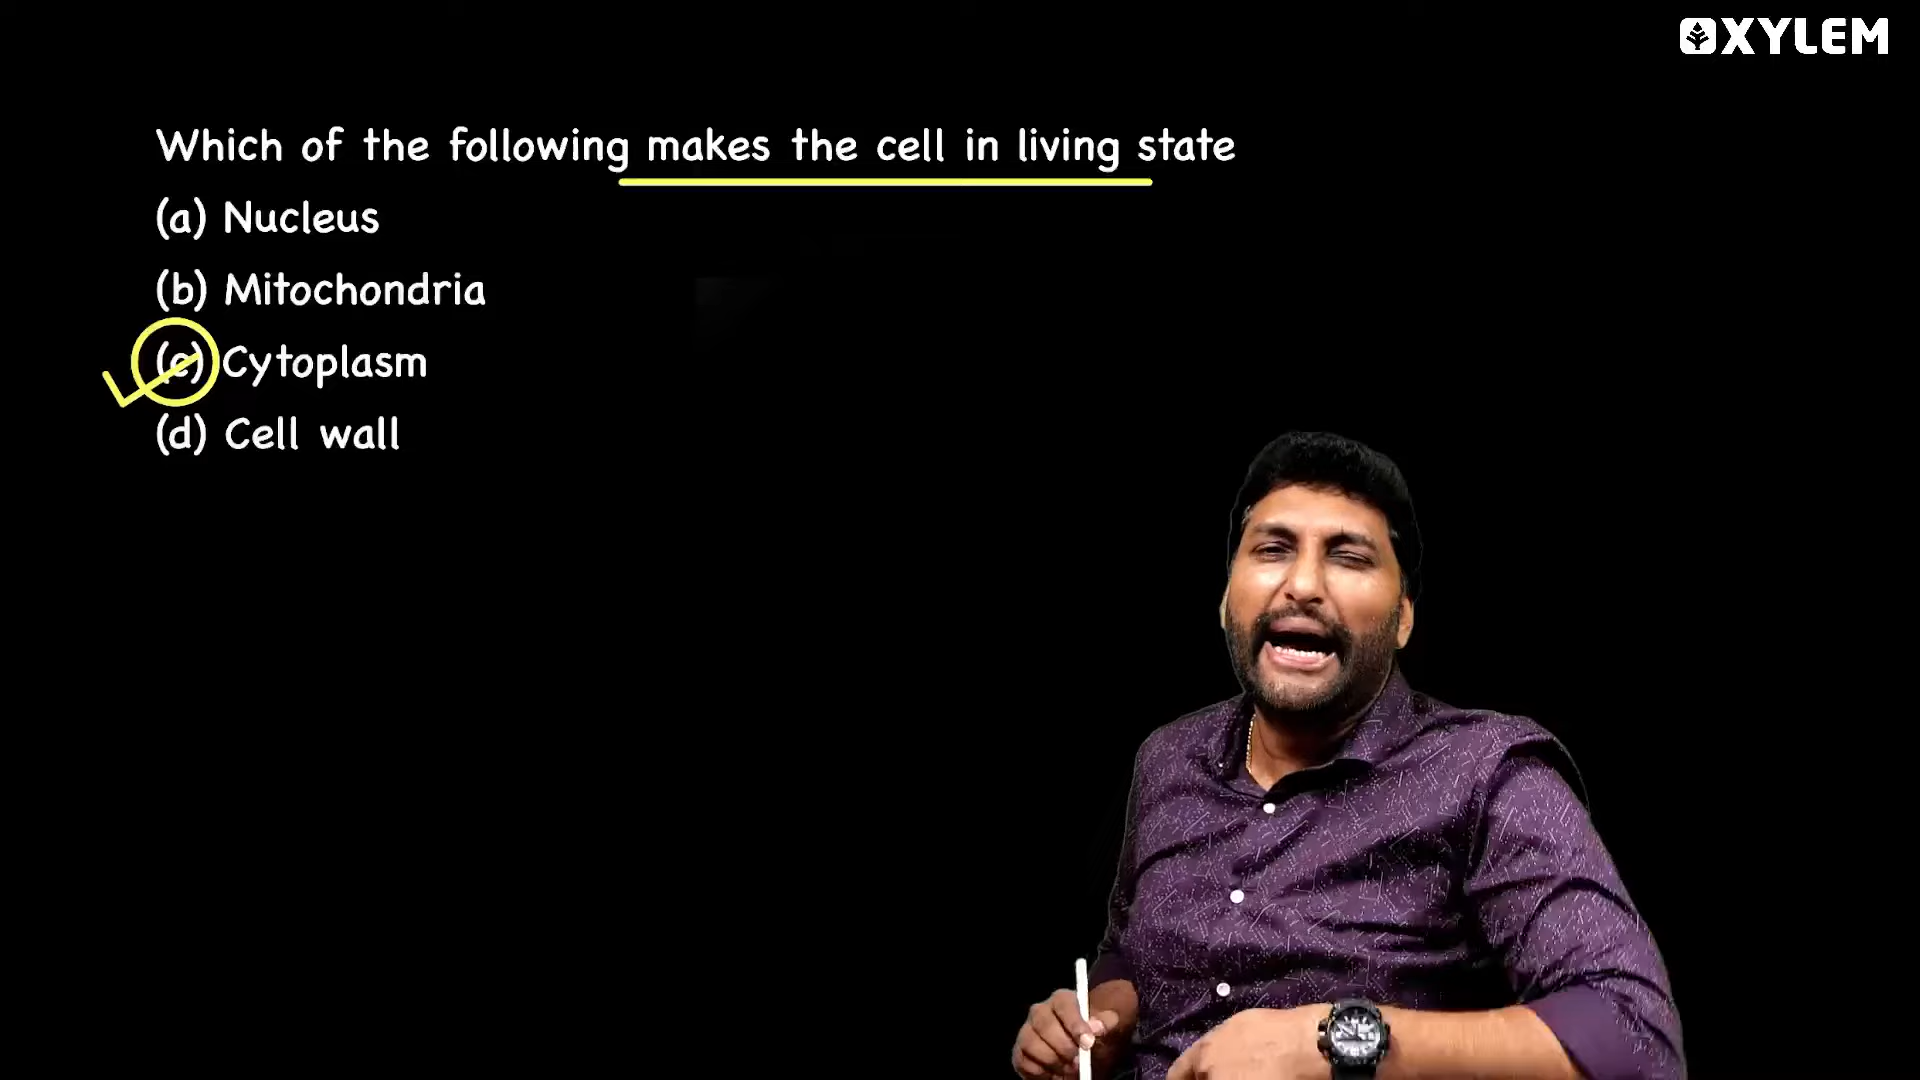 XYLEM
Which of the following makes the cell in living state
(a) Nucleus
(b) Mitochondria
(c) Cytoplasm
(d) Cell wall